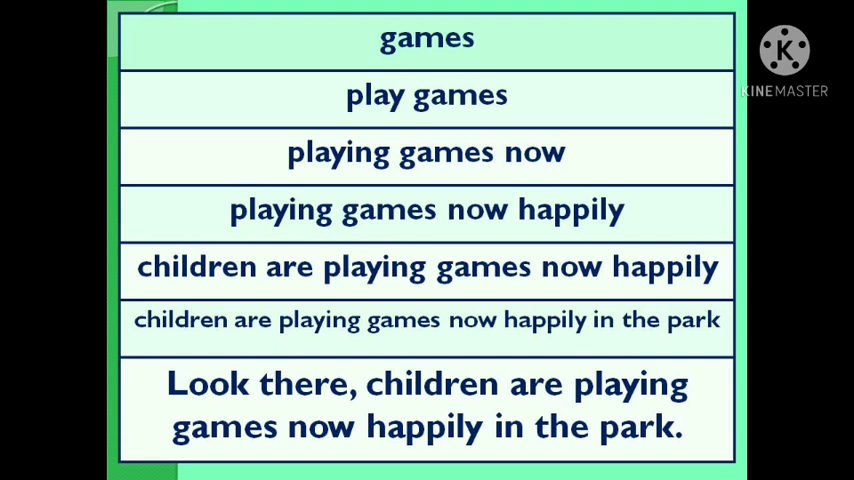 games
play games
playing games now
playing games now happily
children are playing games now happily
children are playing games now happily in the park
Look there, children are playing
games now happily in the park.
K
KINEMASTER